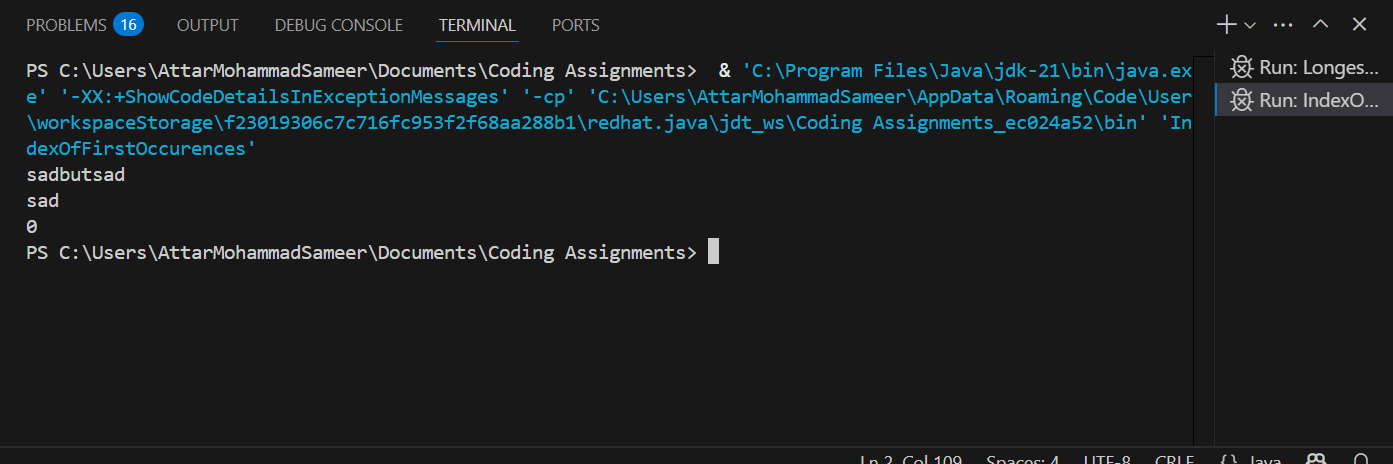 PROBLEMS 16 OUTPUT DEBUG CONSOLE TERMINAL PORTS
PS C:\Users\AttarMohammadSameer\Documents\Coding Assignments>  & 'C:\Program Files\Java\jdk-21\bin\java.ex
e' '-XX:+ShowCodeDetailsInExceptionMessages' '-cp' 'C:\Users\AttarMohammadSameer\AppData\Roaming\Code\User
\workspaceStorage\f23019306c7c716fc953f2f68aa288b1\redhat.java\jdt_ws\Coding Assignments_ec024a52\bin' 'In
dexOfFirstOccurences'
sadbutsad
sad
0
PS C:\Users\AttarMohammadSameer\Documents\Coding Assignments>
Run: Longes...
Run: IndexO...
Ln 2, Col 109 Spaces: 4 UTF-8 CRLF {} Java